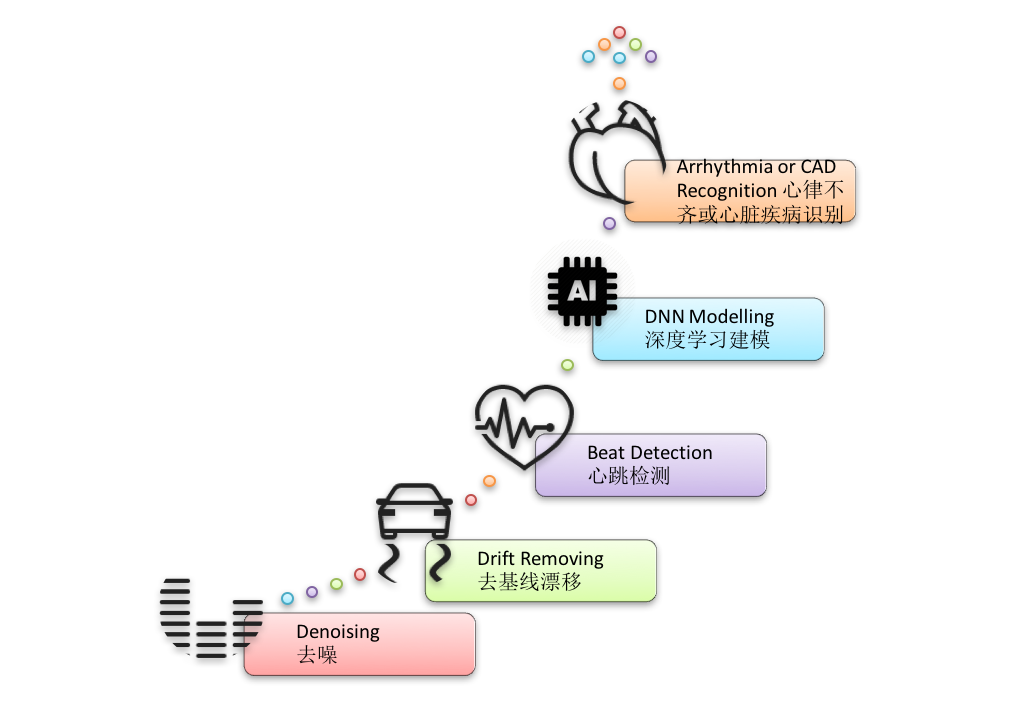 Arrhythmia or CAD
Recognition 心律不
齐或心脏疾病识别
AI
DNN Modelling
深度学习建模
Beat Detection
心跳检测
Drift Removing
去基线漂移
Denoising
去噪